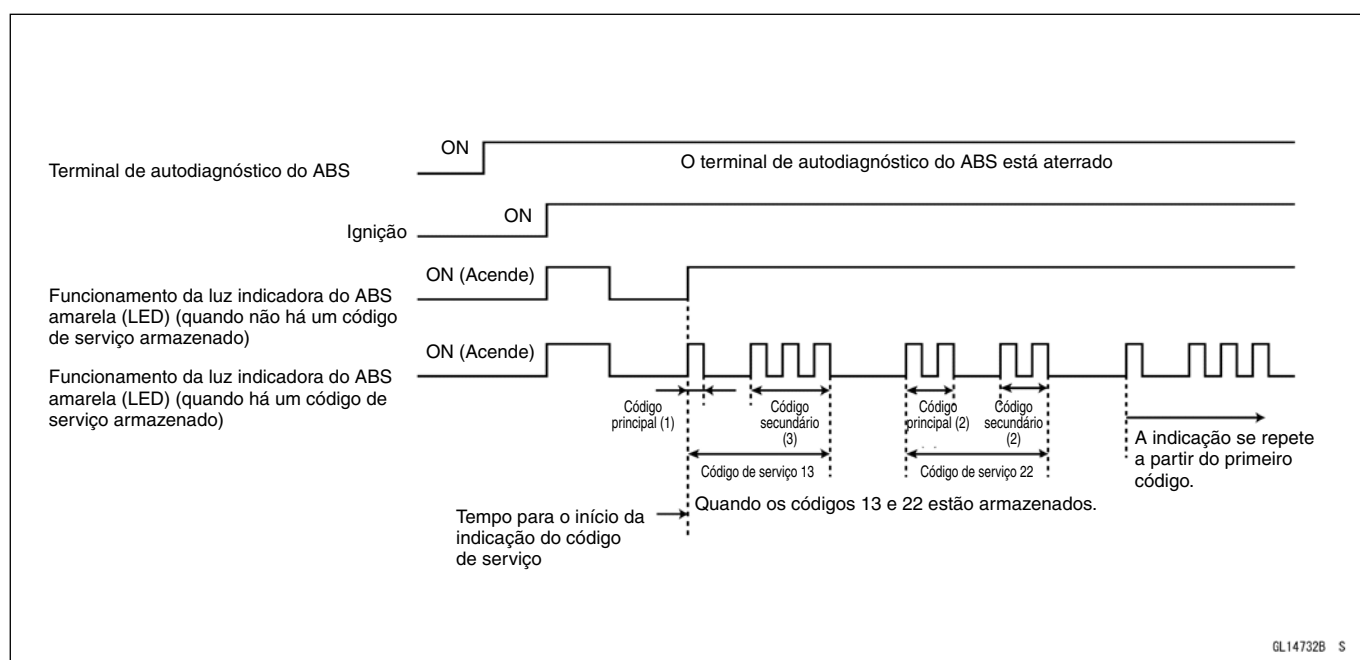 Terminal de autodiagnóstico do ABS
ON
O terminal de autodiagnóstico do ABS está aterrado
Ignição
ON
Funcionamento da luz indicadora do ABS
amarela (LED) (quando não há um código
de serviço armazenado)
ON (Acende)
Funcionamento da luz indicadora do ABS
amarela (LED) (quando há um código de
serviço armazenado)
ON (Acende)
Código
principal (1)
Código
secundário
(3)
Código
principal (2)
Código
secundário
(2)
Código de serviço 13
Código de serviço 22
A indicação se repete
a partir do primeiro
código.
Quando os códigos 13 e 22 estão armazenados.
Tempo para o início da
indicação do código
de serviço
GL14732B S